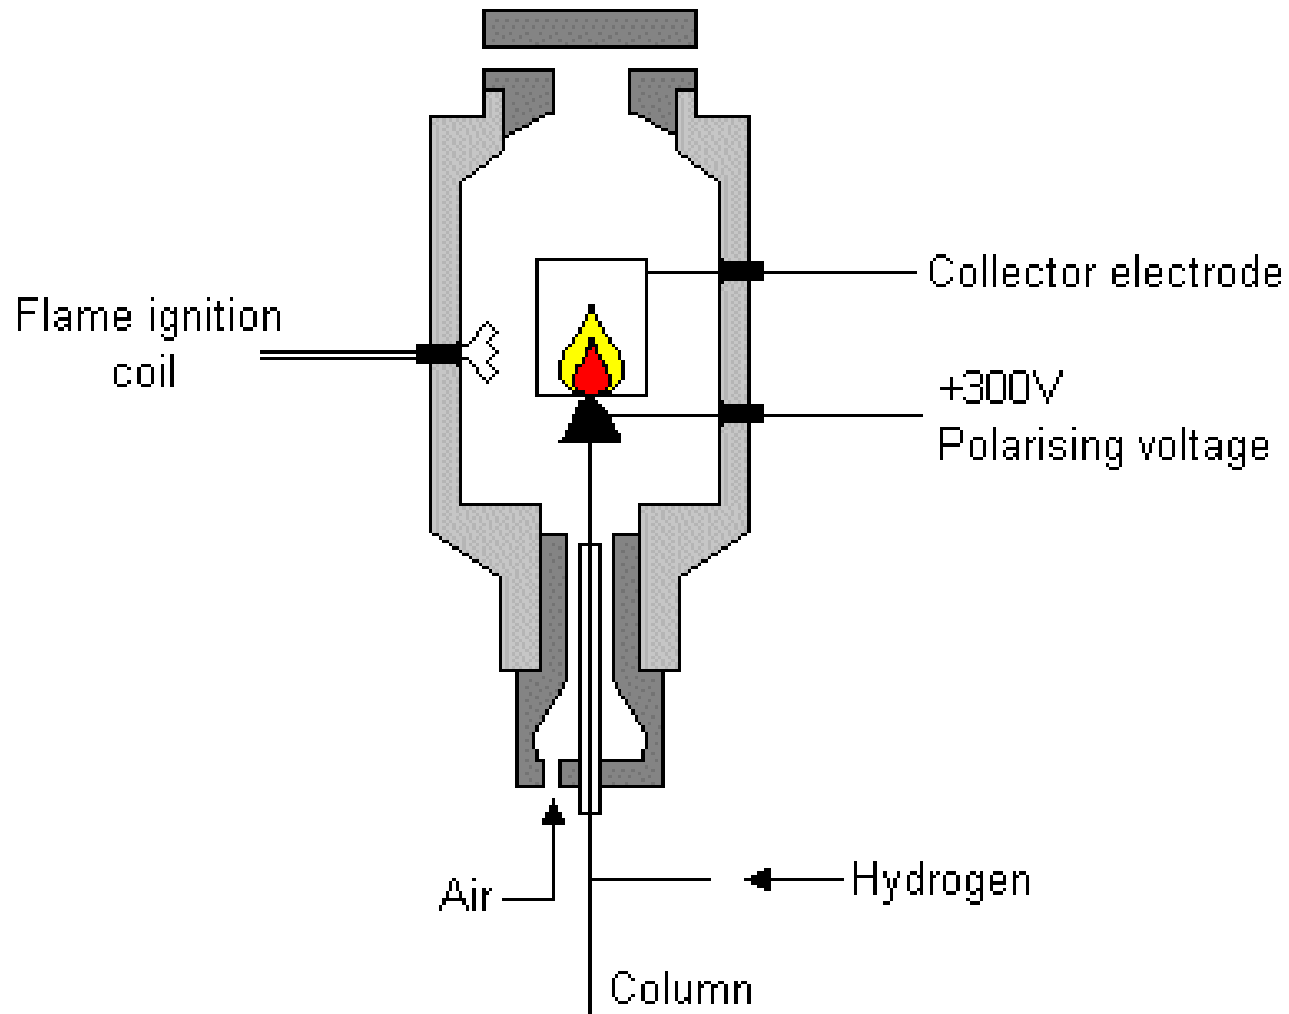 Collector electrode
Flame ignition
coil
+300V
Polarising voltage
Air
Hydrogen
Column